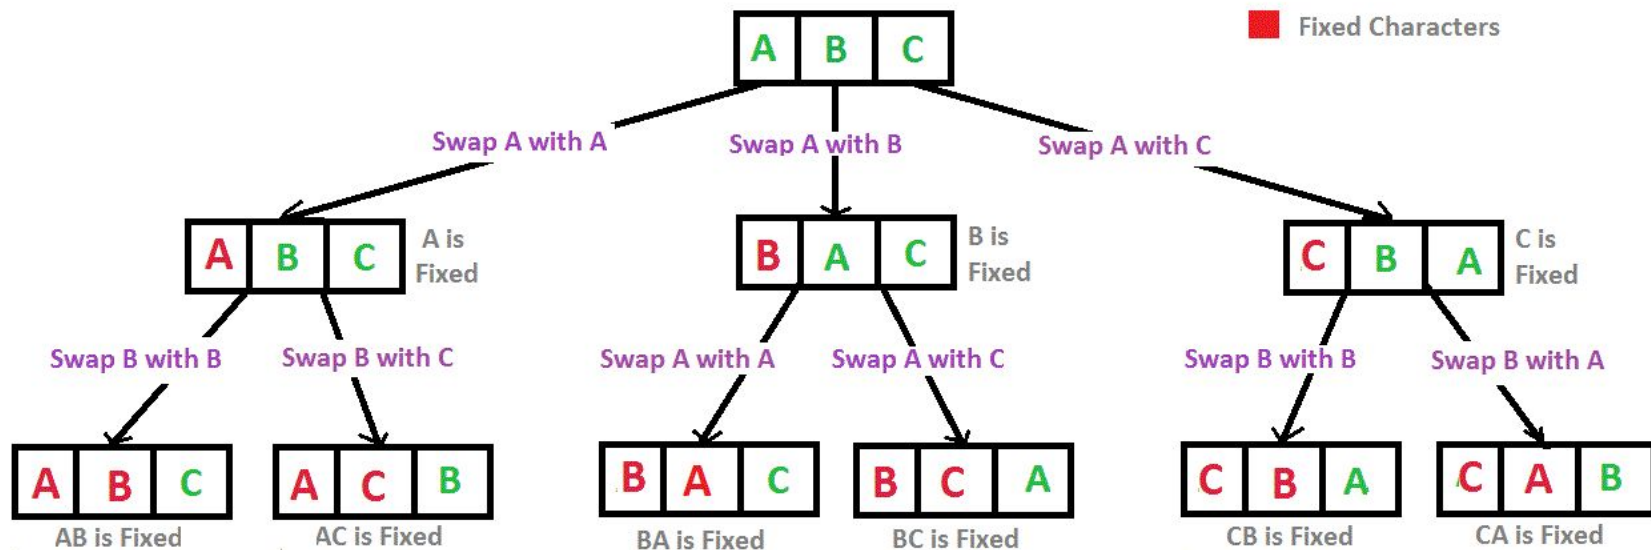 A B C
Fixed Characters
Swap A with A
Swap A with B
Swap A with C
A B C
A is
Fixed
B A C
B is
Fixed
C B A
C is
Fixed
Swap B with B
Swap B with C
Swap A with A
Swap A with C
Swap B with B
Swap B with A
A B C
A C B
B A C
B C A
C B A
C A B
AB is Fixed
AC is Fixed
BA is Fixed
BC is Fixed
CB is Fixed
CA is Fixed